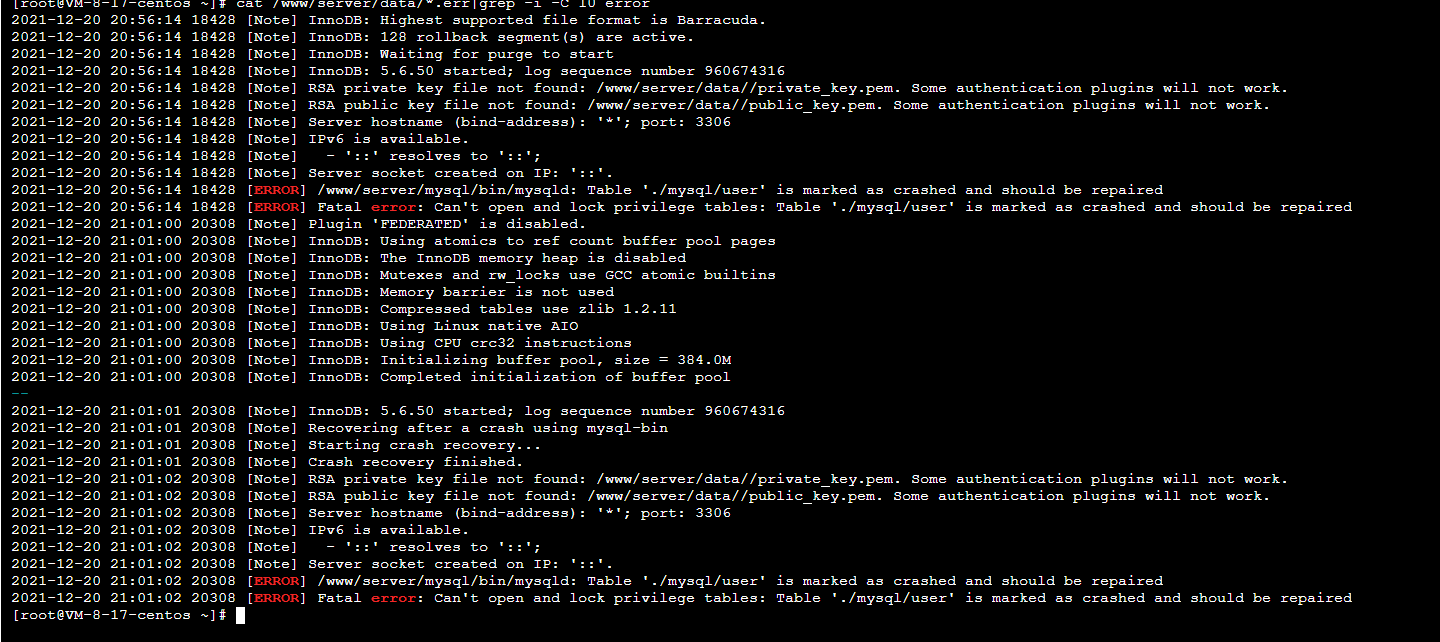 [root@VM-8-17-centos ~]# cat /www/server/data/*.err|grep -i -C 10 error
2021-12-20 20:56:14 18428 [Note] InnoDB: Highest supported file format is Barracuda.
2021-12-20 20:56:14 18428 [Note] InnoDB: 128 rollback segment(s) are active.
2021-12-20 20:56:14 18428 [Note] InnoDB: Waiting for purge to start
2021-12-20 20:56:14 18428 [Note] InnoDB: 5.6.50 started; log sequence number 960674316
2021-12-20 20:56:14 18428 [Note] RSA private key file not found: /www/server/data//private_key.pem. Some authentication plugins will not work.
2021-12-20 20:56:14 18428 [Note] RSA public key file not found: /www/server/data//public_key.pem. Some authentication plugins will not work.
2021-12-20 20:56:14 18428 [Note] Server hostname (bind-address): '*'; port: 3306
2021-12-20 20:56:14 18428 [Note] IPv6 is available.
2021-12-20 20:56:14 18428 [Note]   - '::' resolves to '::';
2021-12-20 20:56:14 18428 [Note] Server socket created on IP: '::'.
2021-12-20 20:56:14 18428 [ERROR] /www/server/mysql/bin/mysqld: Table './mysql/user' is marked as crashed and should be repaired
2021-12-20 20:56:14 18428 [ERROR] Fatal error: Can't open and lock privilege tables: Table './mysql/user' is marked as crashed and should be repaired
2021-12-20 21:01:00 20308 [Note] Plugin 'FEDERATED' is disabled.
2021-12-20 21:01:00 20308 [Note] InnoDB: Using atomics to ref count buffer pool pages
2021-12-20 21:01:00 20308 [Note] InnoDB: The InnoDB memory heap is disabled
2021-12-20 21:01:00 20308 [Note] InnoDB: Mutexes and rw_locks use GCC atomic builtins
2021-12-20 21:01:00 20308 [Note] InnoDB: Memory barrier is not used
2021-12-20 21:01:00 20308 [Note] InnoDB: Compressed tables use zlib 1.2.11
2021-12-20 21:01:00 20308 [Note] InnoDB: Using Linux native AIO
2021-12-20 21:01:00 20308 [Note] InnoDB: Using CPU crc32 instructions
2021-12-20 21:01:00 20308 [Note] InnoDB: Initializing buffer pool, size = 384.0M
2021-12-20 21:01:00 20308 [Note] InnoDB: Completed initialization of buffer pool
--
2021-12-20 21:01:01 20308 [Note] InnoDB: 5.6.50 started; log sequence number 960674316
2021-12-20 21:01:01 20308 [Note] Recovering after a crash using mysql-bin
2021-12-20 21:01:01 20308 [Note] Starting crash recovery...
2021-12-20 21:01:01 20308 [Note] Crash recovery finished.
2021-12-20 21:01:02 20308 [Note] RSA private key file not found: /www/server/data//private_key.pem. Some authentication plugins will not work.
2021-12-20 21:01:02 20308 [Note] RSA public key file not found: /www/server/data//public_key.pem. Some authentication plugins will not work.
2021-12-20 21:01:02 20308 [Note] Server hostname (bind-address): '*'; port: 3306
2021-12-20 21:01:02 20308 [Note] IPv6 is available.
2021-12-20 21:01:02 20308 [Note]   - '::' resolves to '::';
2021-12-20 21:01:02 20308 [Note] Server socket created on IP: '::'.
2021-12-20 21:01:02 20308 [ERROR] /www/server/mysql/bin/mysqld: Table './mysql/user' is marked as crashed and should be repaired
2021-12-20 21:01:02 20308 [ERROR] Fatal error: Can't open and lock privilege tables: Table './mysql/user' is marked as crashed and should be repaired
[root@VM-8-17-centos ~]#